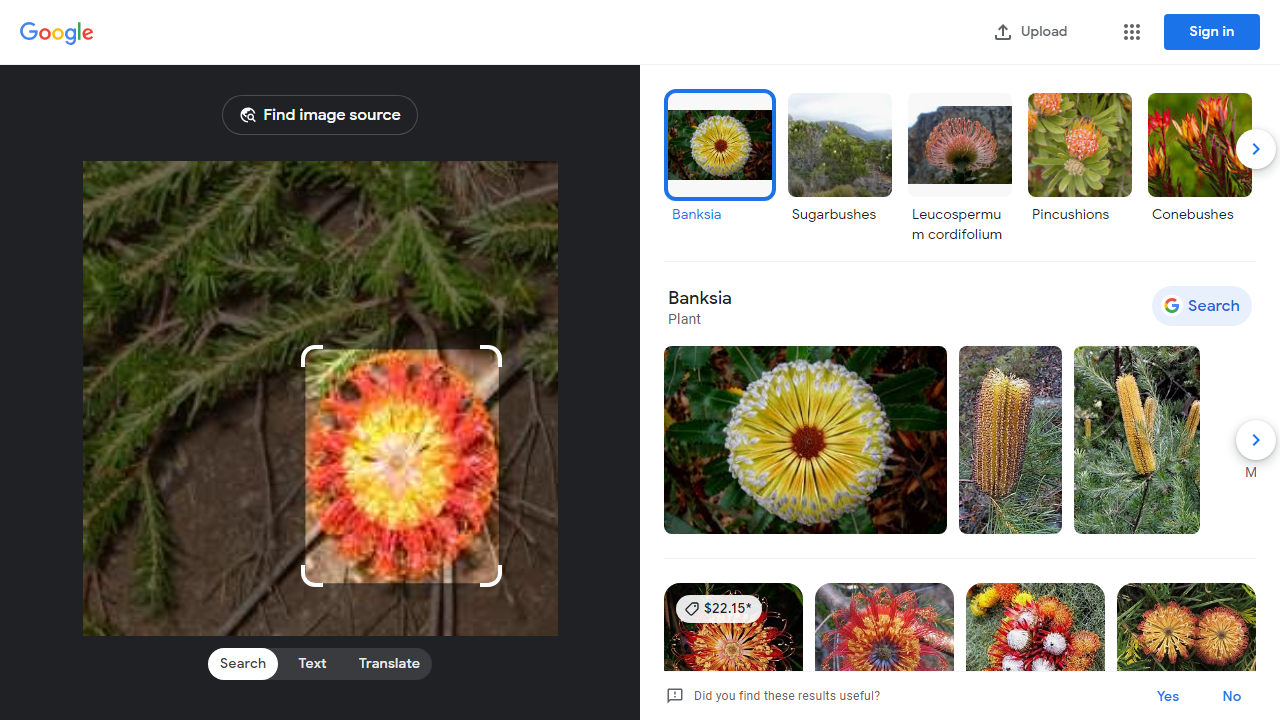 Google
Upload
Sign in
Find image source
Banksia
Sugarbushes
Leucospermu
m cordifolium
Pincushions
Conebushes
Banksia
Plant
Search
M
$22.15*
Search
Text
Translate
Did you find these results useful?
Yes
No